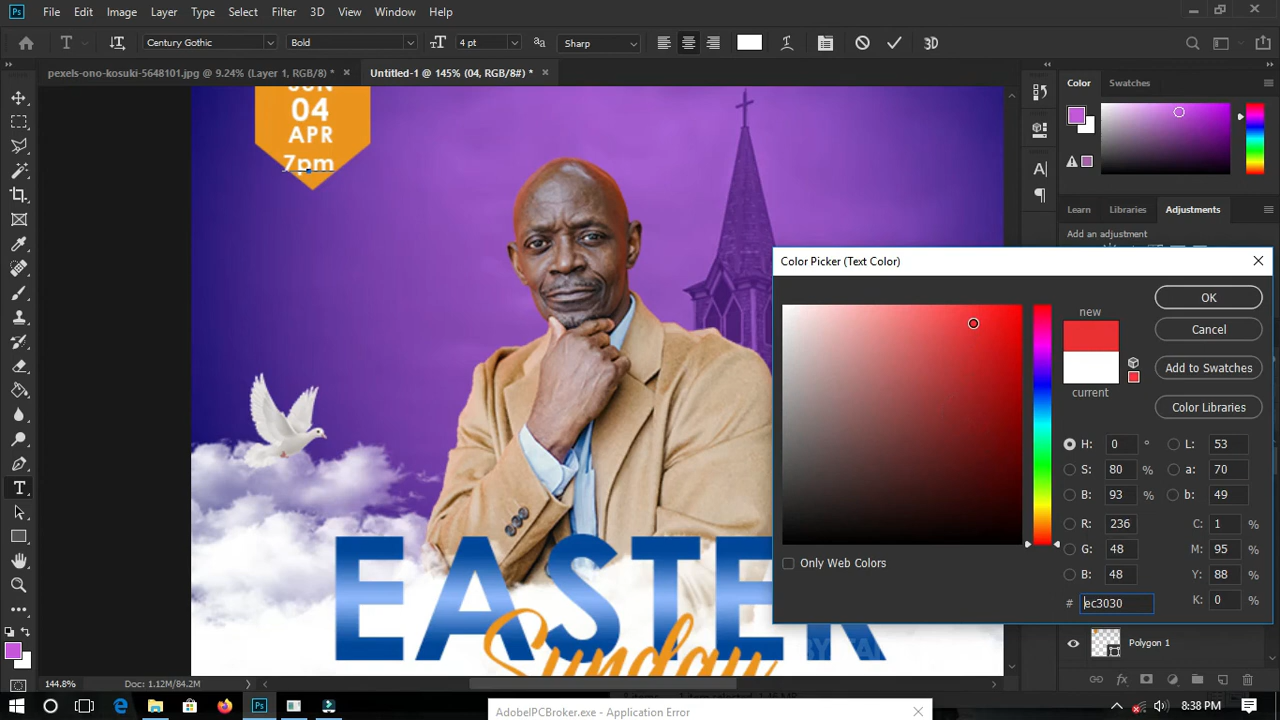 Ps File Edit Image Layer Type Select Filter 3D View Window Help
T Century Gothic Bold 4 pt Sharp 3D
pexels-ono-kosuki-5648101.jpg @ 9.24% (Layer 1, RGB/8) * Untitled-1 @ 145% (04, RGB/8#) *
Color Swatches
SUN
04
APR
7pm
Learn Libraries Adjustments
Add an adjustment
Color Picker (Text Color)
new
OK
Cancel
Add to Swatches
current
Color Libraries
H: 0 ° L: 53
S: 80 % a: 70
B: 93 % b: 49
R: 236 C: 1 %
G: 48 M: 95 %
B: 48 Y: 88 %
# ec3030 K: 0 %
Only Web Colors
EASTER
Sunday
Polygon 1
144.8% Doc: 1.12M/84.2M
AdobeIPCBroker.exe - Application Error
8:38 PM